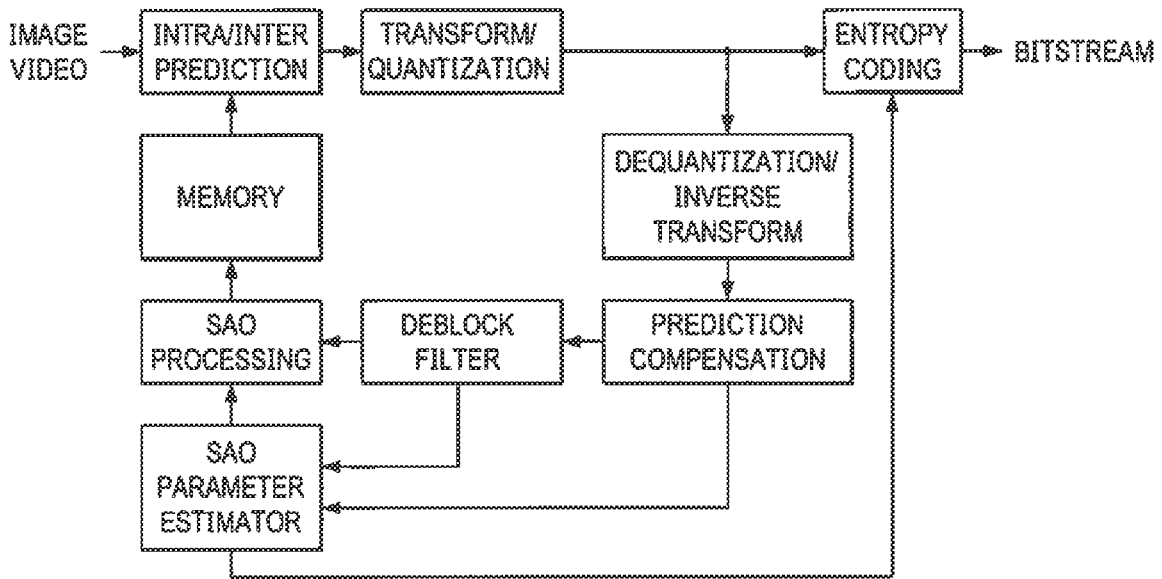 IMAGE
VIDEO
INTRA/INTER
PREDICTION
TRANSFORM/
QUANTIZATION
ENTROPY
CODING
BITSTREAM
MEMORY
DEQUANTIZATION/
INVERSE
TRANSFORM
SAO
PROCESSING
DEBLOCK
FILTER
PREDICTION
COMPENSATION
SAO
PARAMETER
ESTIMATOR